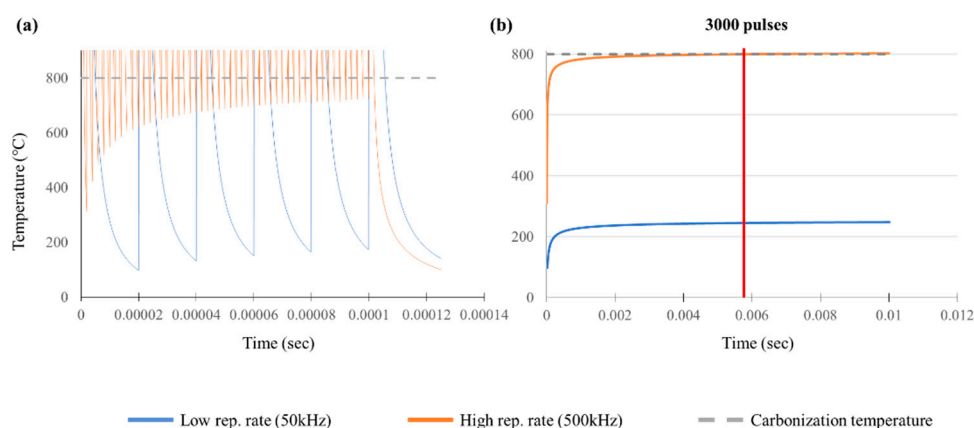 (a)
(b)
3000 pulses
Temperature (°C)
800
600
400
200
0
0
0.00002
0.00004
0.00006
0.00008
0.0001
0.00012
0.00014
Time (sec)
800
600
400
200
0
0
0.002
0.004
0.006
0.008
0.01
0.012
Time (sec)
Low rep. rate (50kHz)
High rep. rate (500kHz)
Carbonization temperature